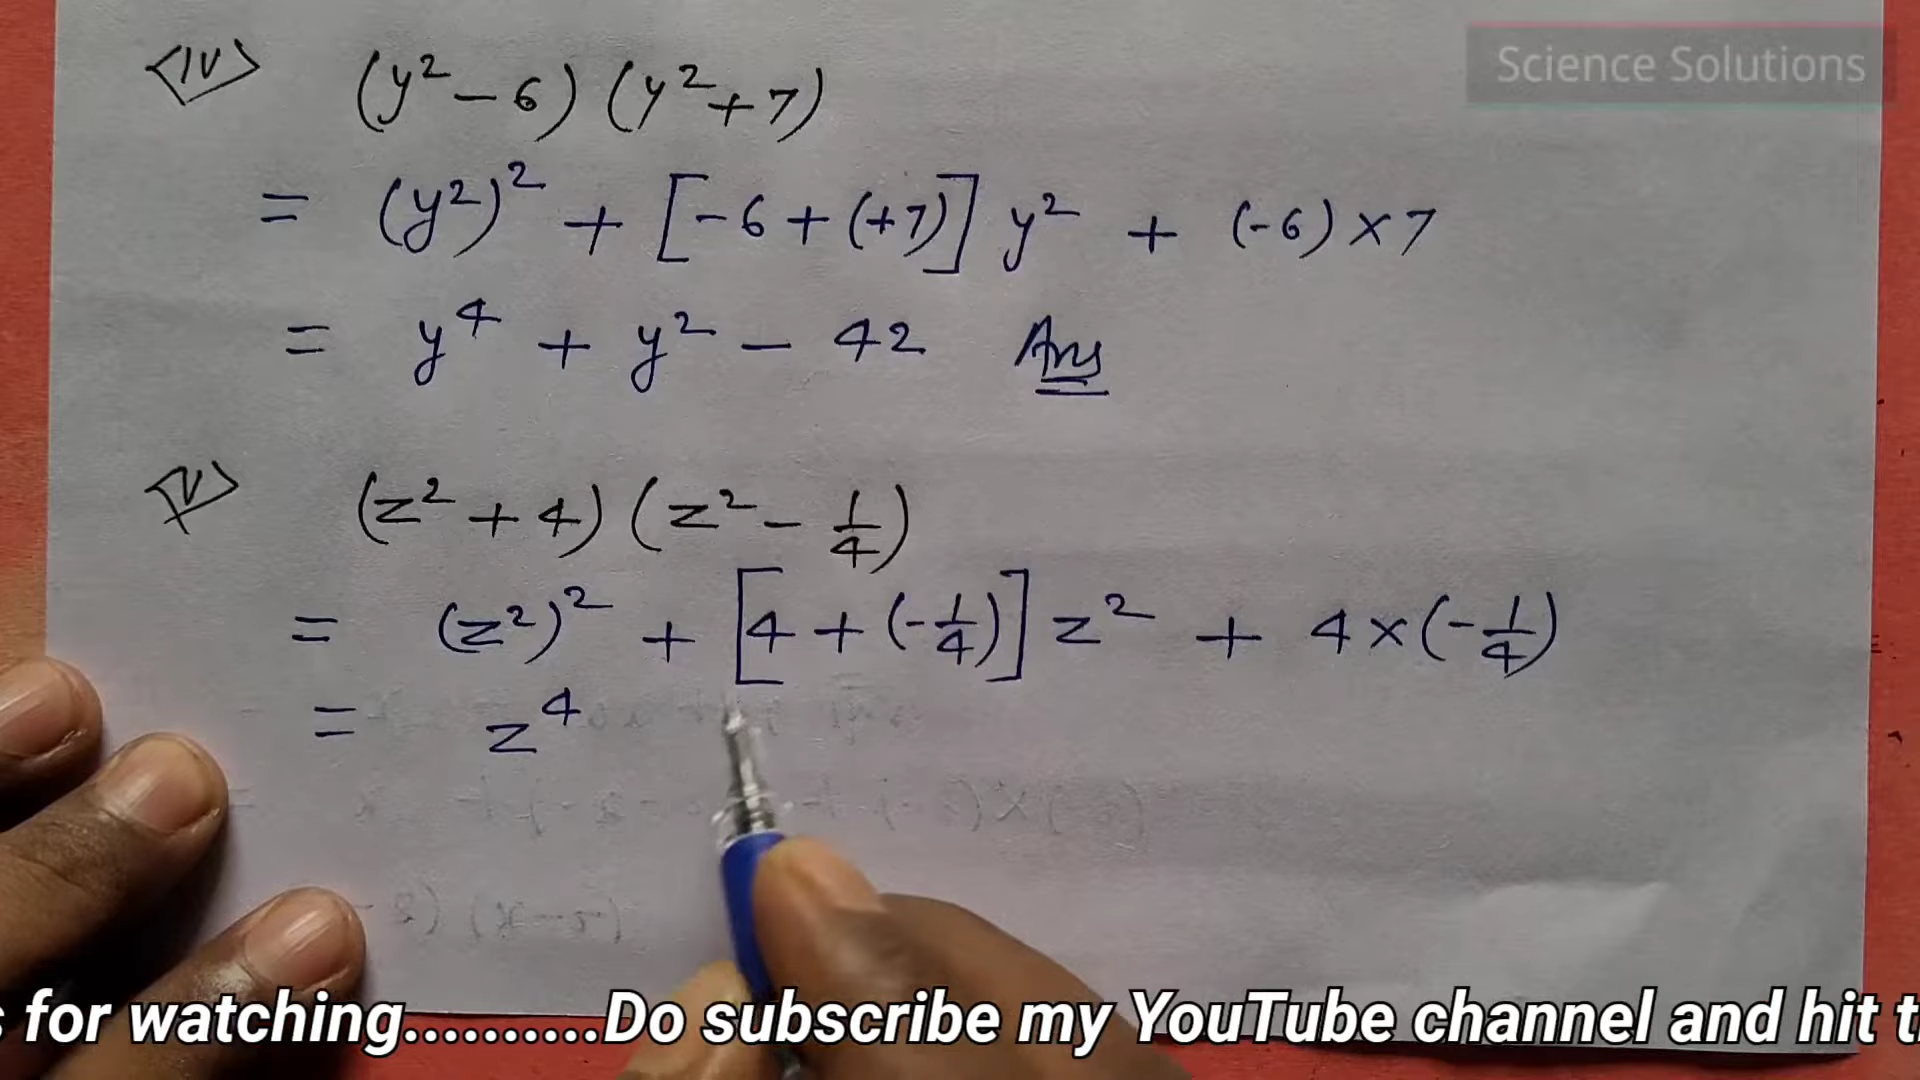 Science Solutions
<iv> (y² - 6) (y² + 7)
= (y²)² + [-6 + (+7)] y² + (-6) × 7
= y⁴ + y² - 42 Ans
<v> (z² + 4) (z² - 1/4)
= (z²)² + [4 + (-1/4)] z² + 4 × (-1/4)
= z⁴
for watching..........Do subscribe my YouTube channel and hit